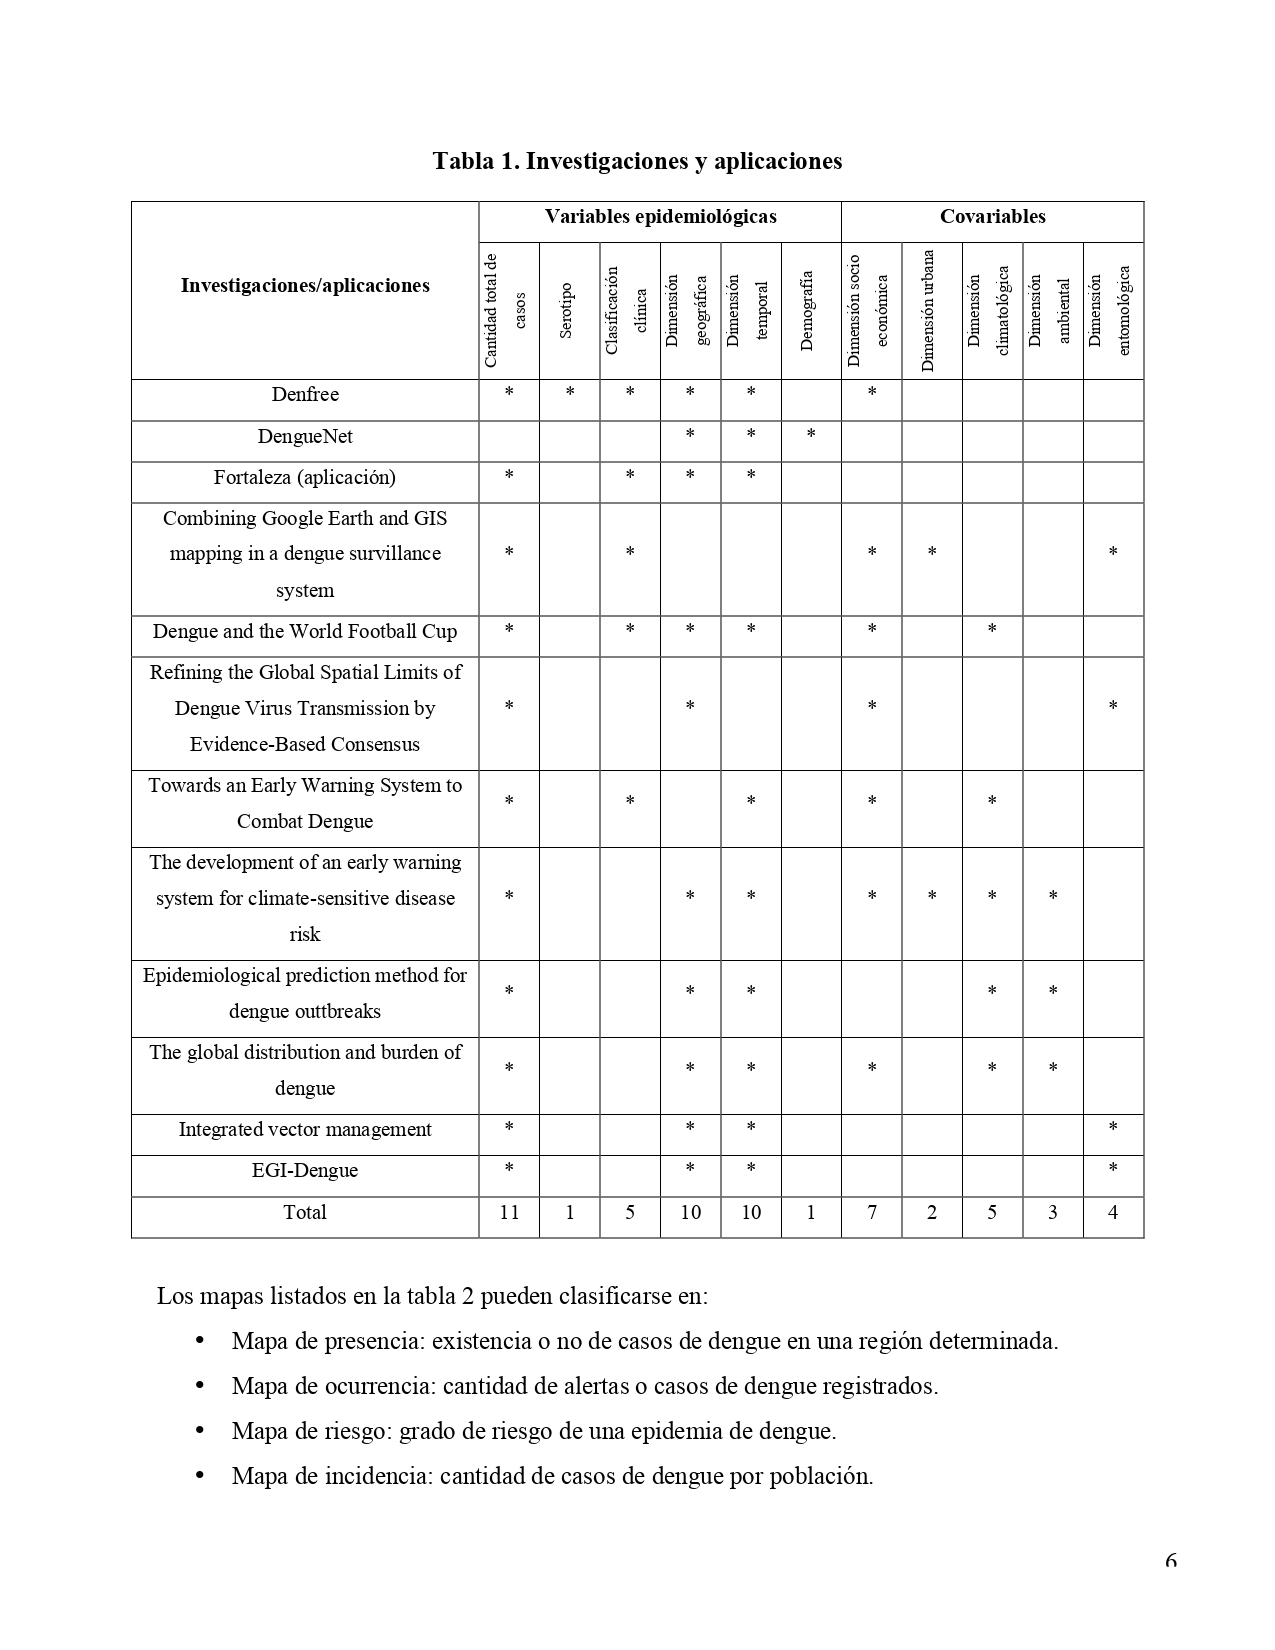 Tabla 1. Investigaciones y aplicaciones
Investigaciones/aplicaciones
Variables epidemiológicas
Covariables
Cantidad total de
casos
Serotipo
Clasificación
clínica
Dimensión
geográfica
Dimensión
temporal
Demografía
Dimensión socio
económica
Dimensión urbana
Dimensión
climatológica
Dimensión
ambiental
Dimensión
entomológica
Denfree * * * * * *
DengueNet * * *
Fortaleza (aplicación) * * * *
Combining Google Earth and GIS
mapping in a dengue survillance * * * * *
system
Dengue and the World Football Cup * * * * * *
Refining the Global Spatial Limits of
Dengue Virus Transmission by * * * *
Evidence-Based Consensus
Towards an Early Warning System to
* * * * *
Combat Dengue
The development of an early warning
system for climate-sensitive disease * * * * * * *
risk
Epidemiological prediction method for
* * * * *
dengue outtbreaks
The global distribution and burden of
* * * * * *
dengue
Integrated vector management * * * *
EGI-Dengue * * * *
Total 11 1 5 10 10 1 7 2 5 3 4
Los mapas listados en la tabla 2 pueden clasificarse en:
• Mapa de presencia: existencia o no de casos de dengue en una región determinada.
• Mapa de ocurrencia: cantidad de alertas o casos de dengue registrados.
• Mapa de riesgo: grado de riesgo de una epidemia de dengue.
• Mapa de incidencia: cantidad de casos de dengue por población.
6